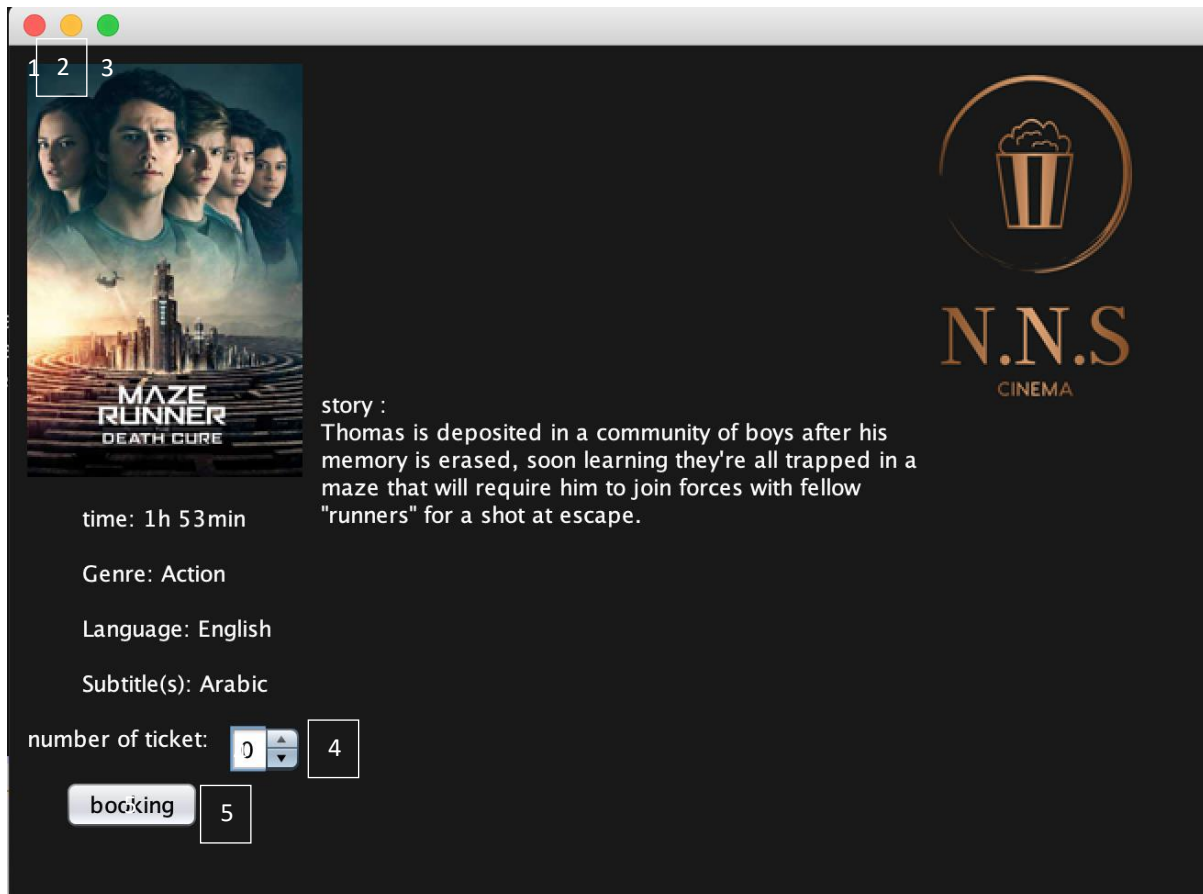 1 2 3
MAZE
RUNNER
DEATH CURE
N.N.S
CINEMA
story :
Thomas is deposited in a community of boys after his
memory is erased, soon learning they're all trapped in a
maze that will require him to join forces with fellow
"runners" for a shot at escape.
time: 1h 53min
Genre: Action
Language: English
Subtitle(s): Arabic
number of ticket: 0 4
booking 5